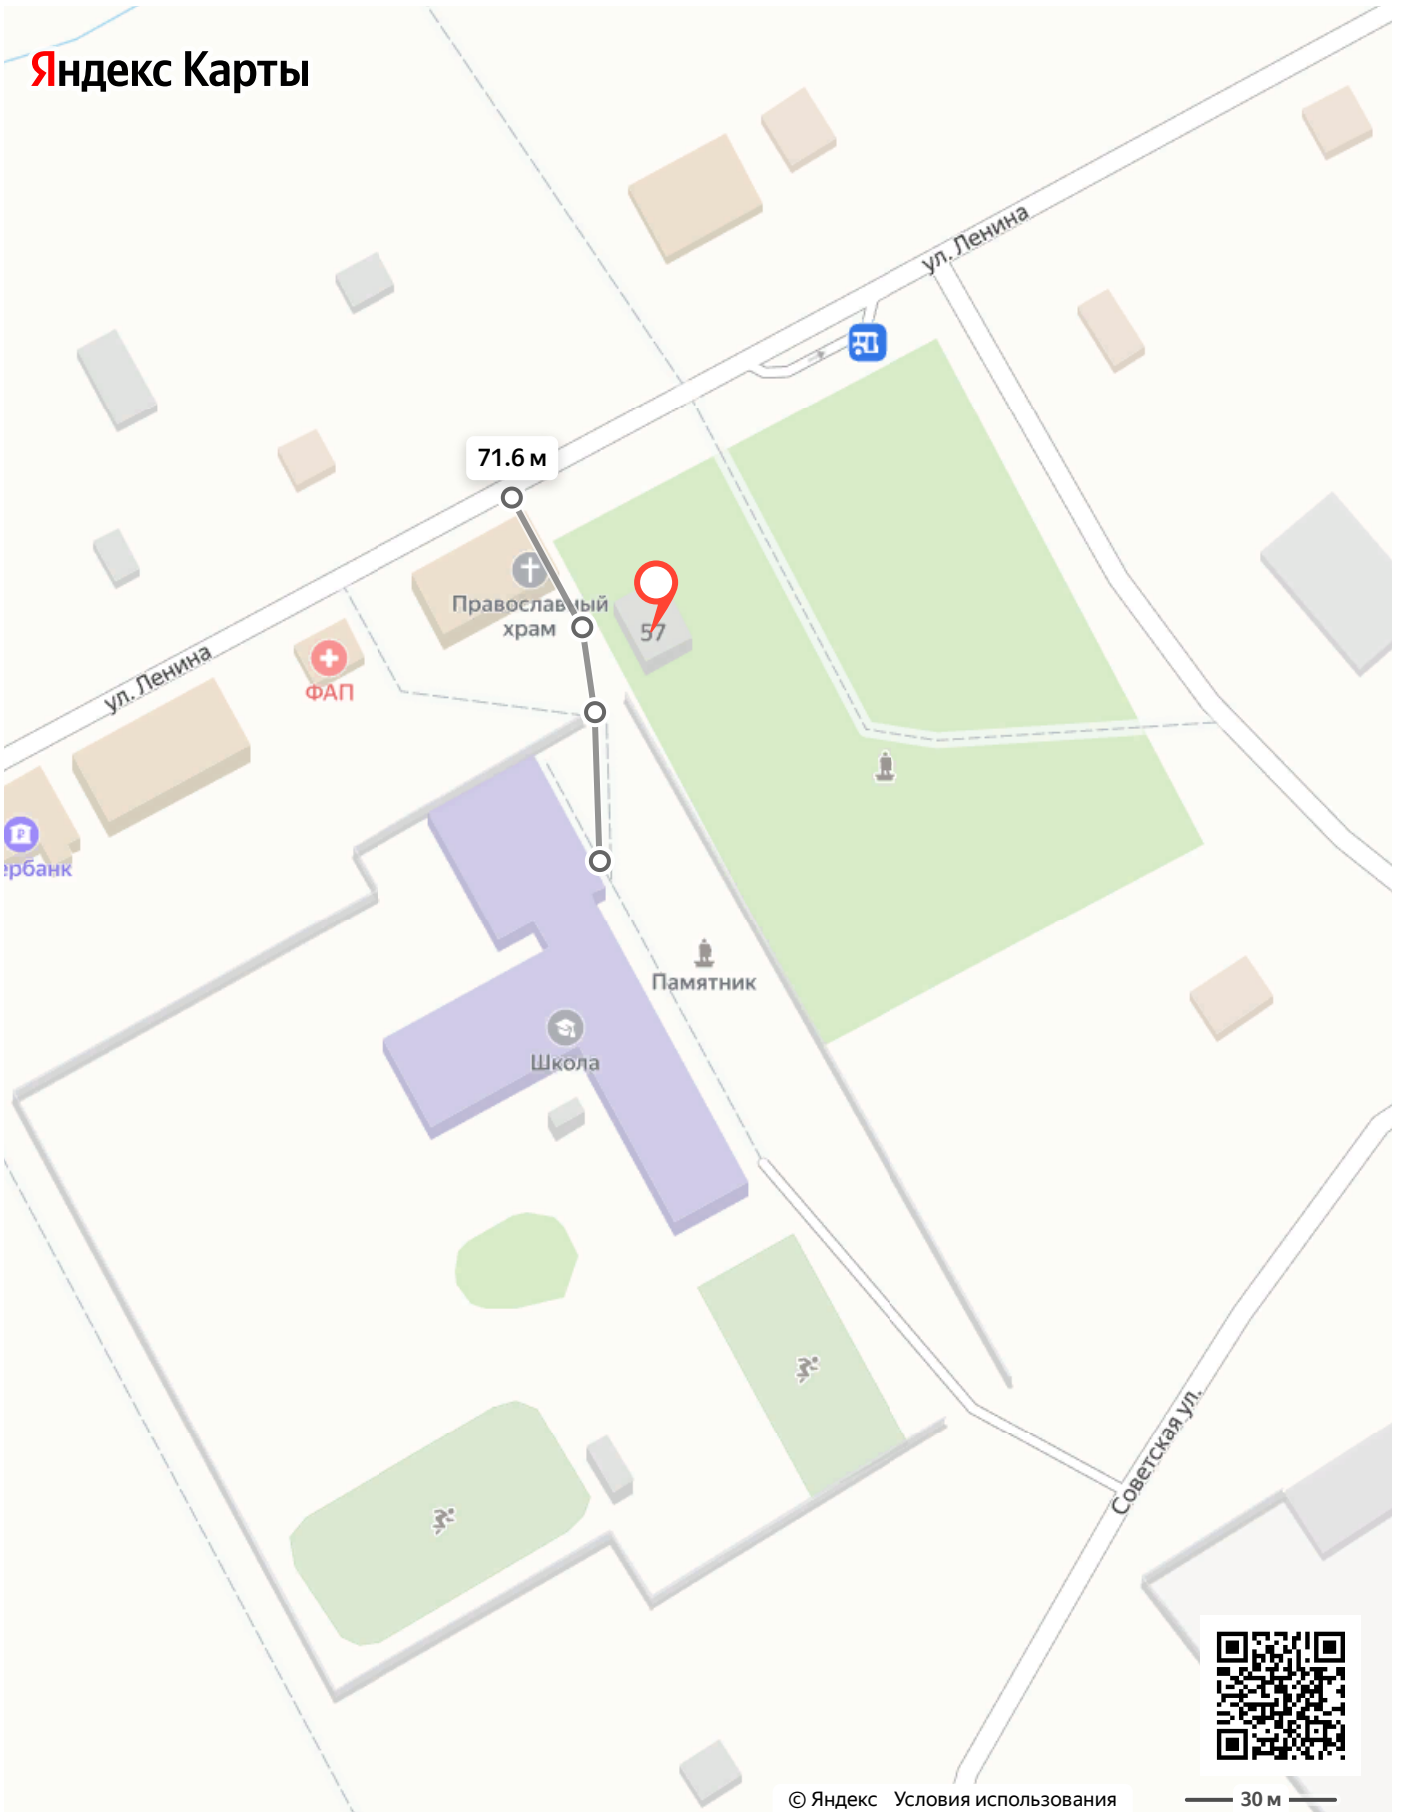 Яндекс Карты
ул. Ленина
71.6 м
Православный
храм
57
ул. Ленина
ФАП
ербанк
Памятник
Школа
Советская ул.
© Яндекс Условия использования
30 м